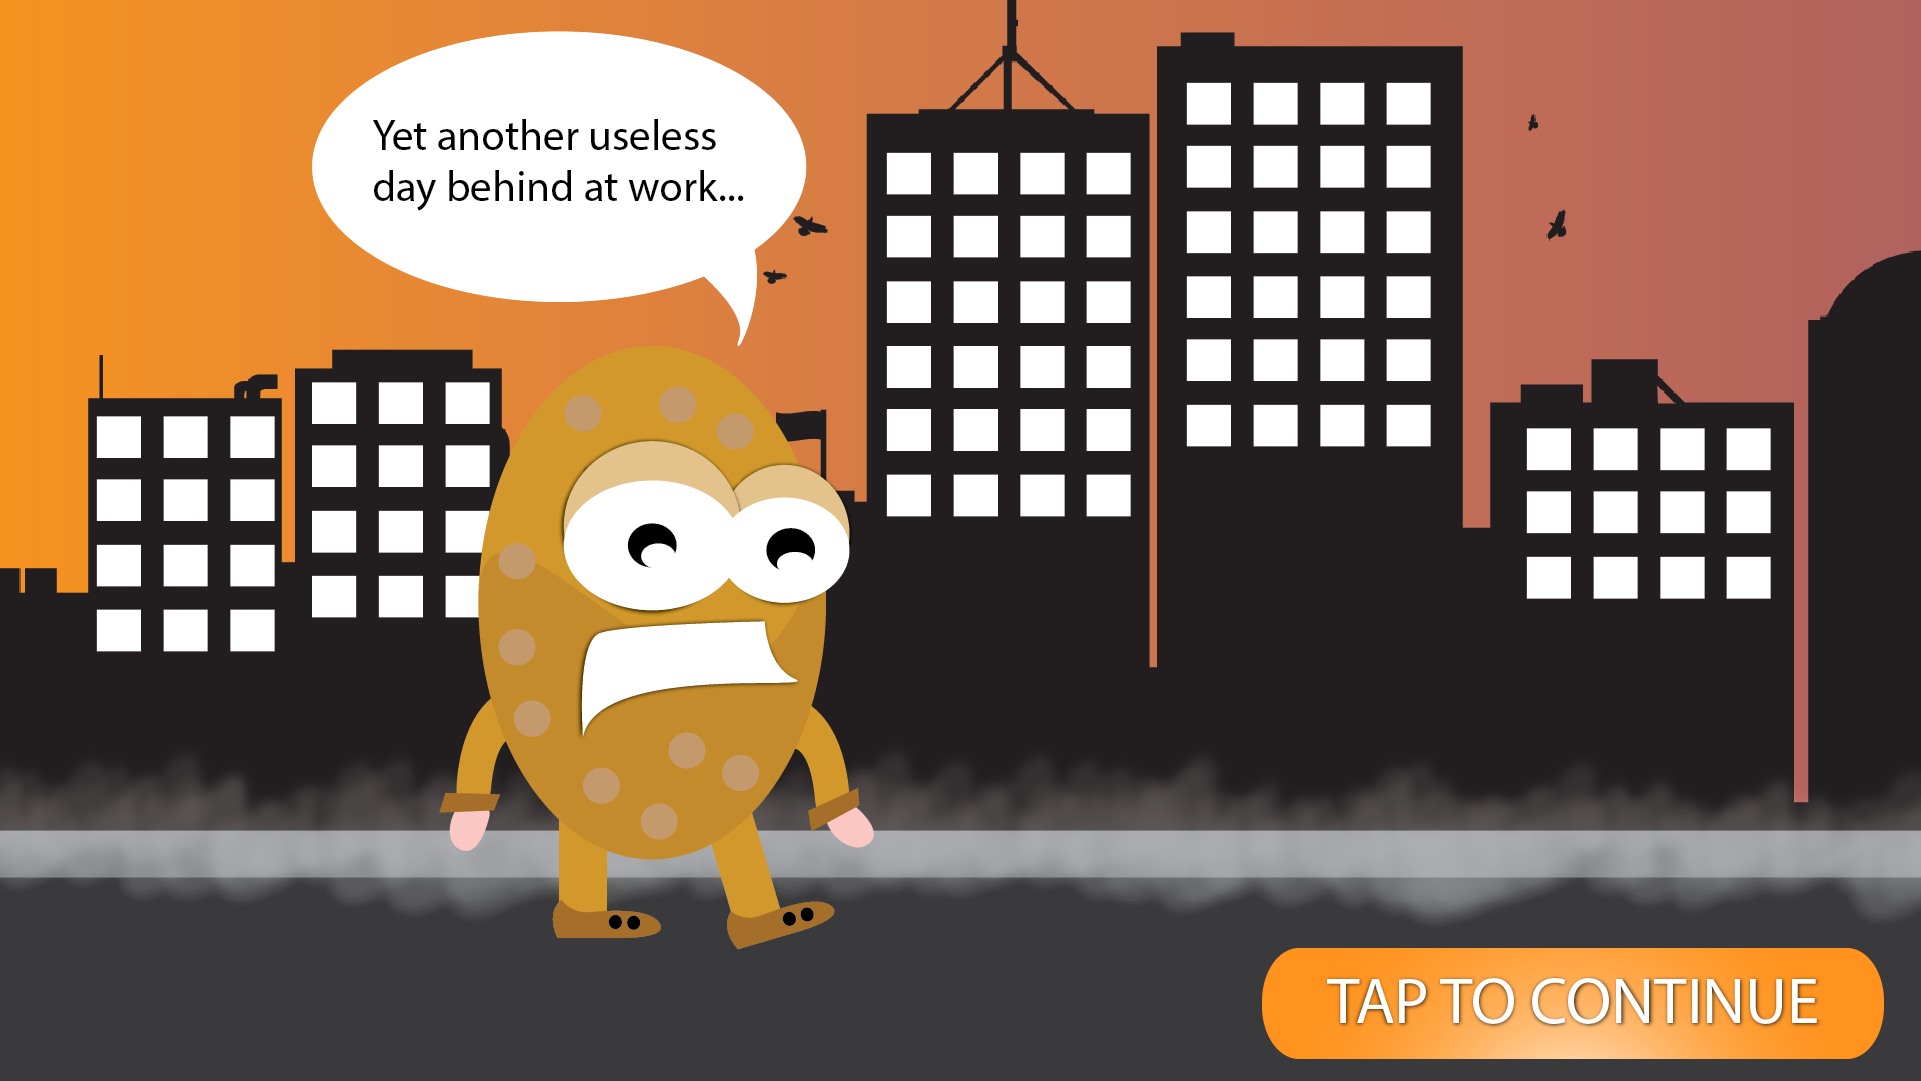 Yet another useless
day behind at work...
TAP TO CONTINUE